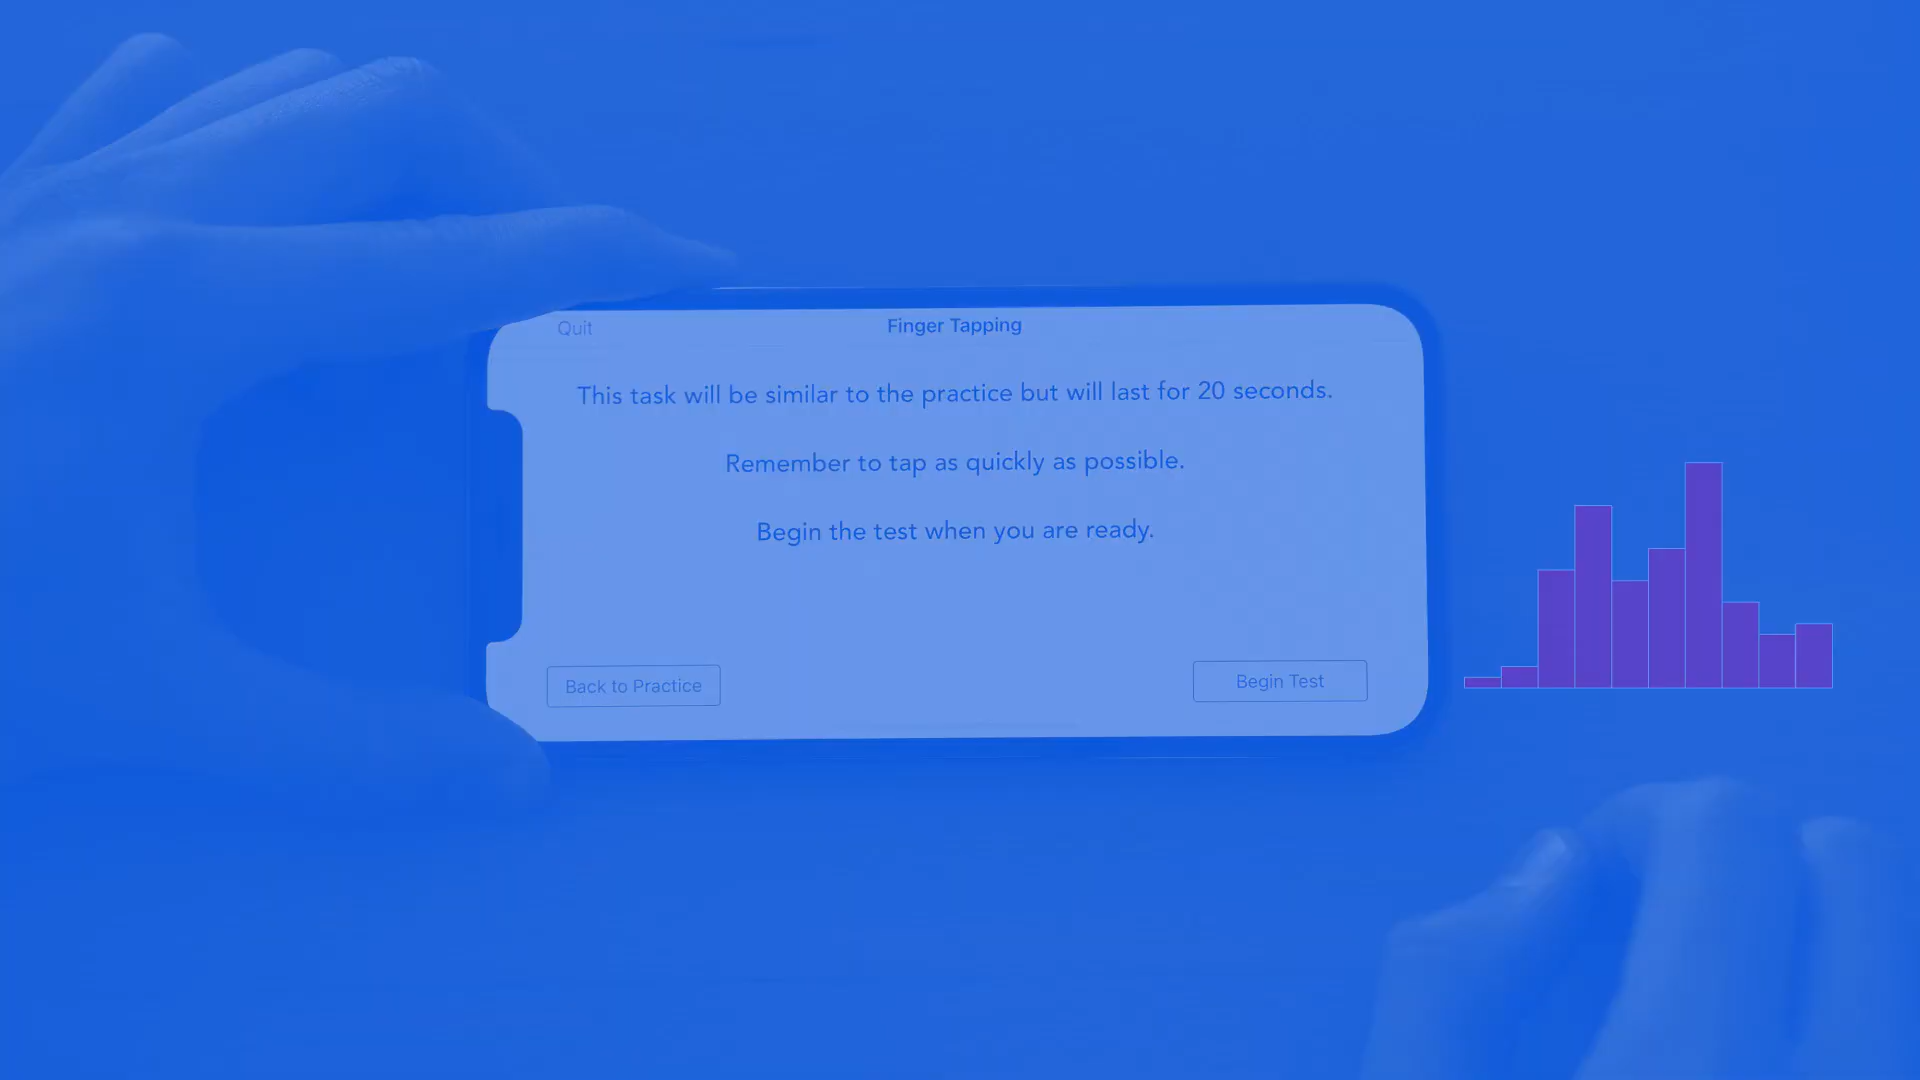 Quit
Finger Tapping
This task will be similar to the practice but will last for 20 seconds.
Remember to tap as quickly as possible.
Begin the test when you are ready.
Back to Practice
Begin Test